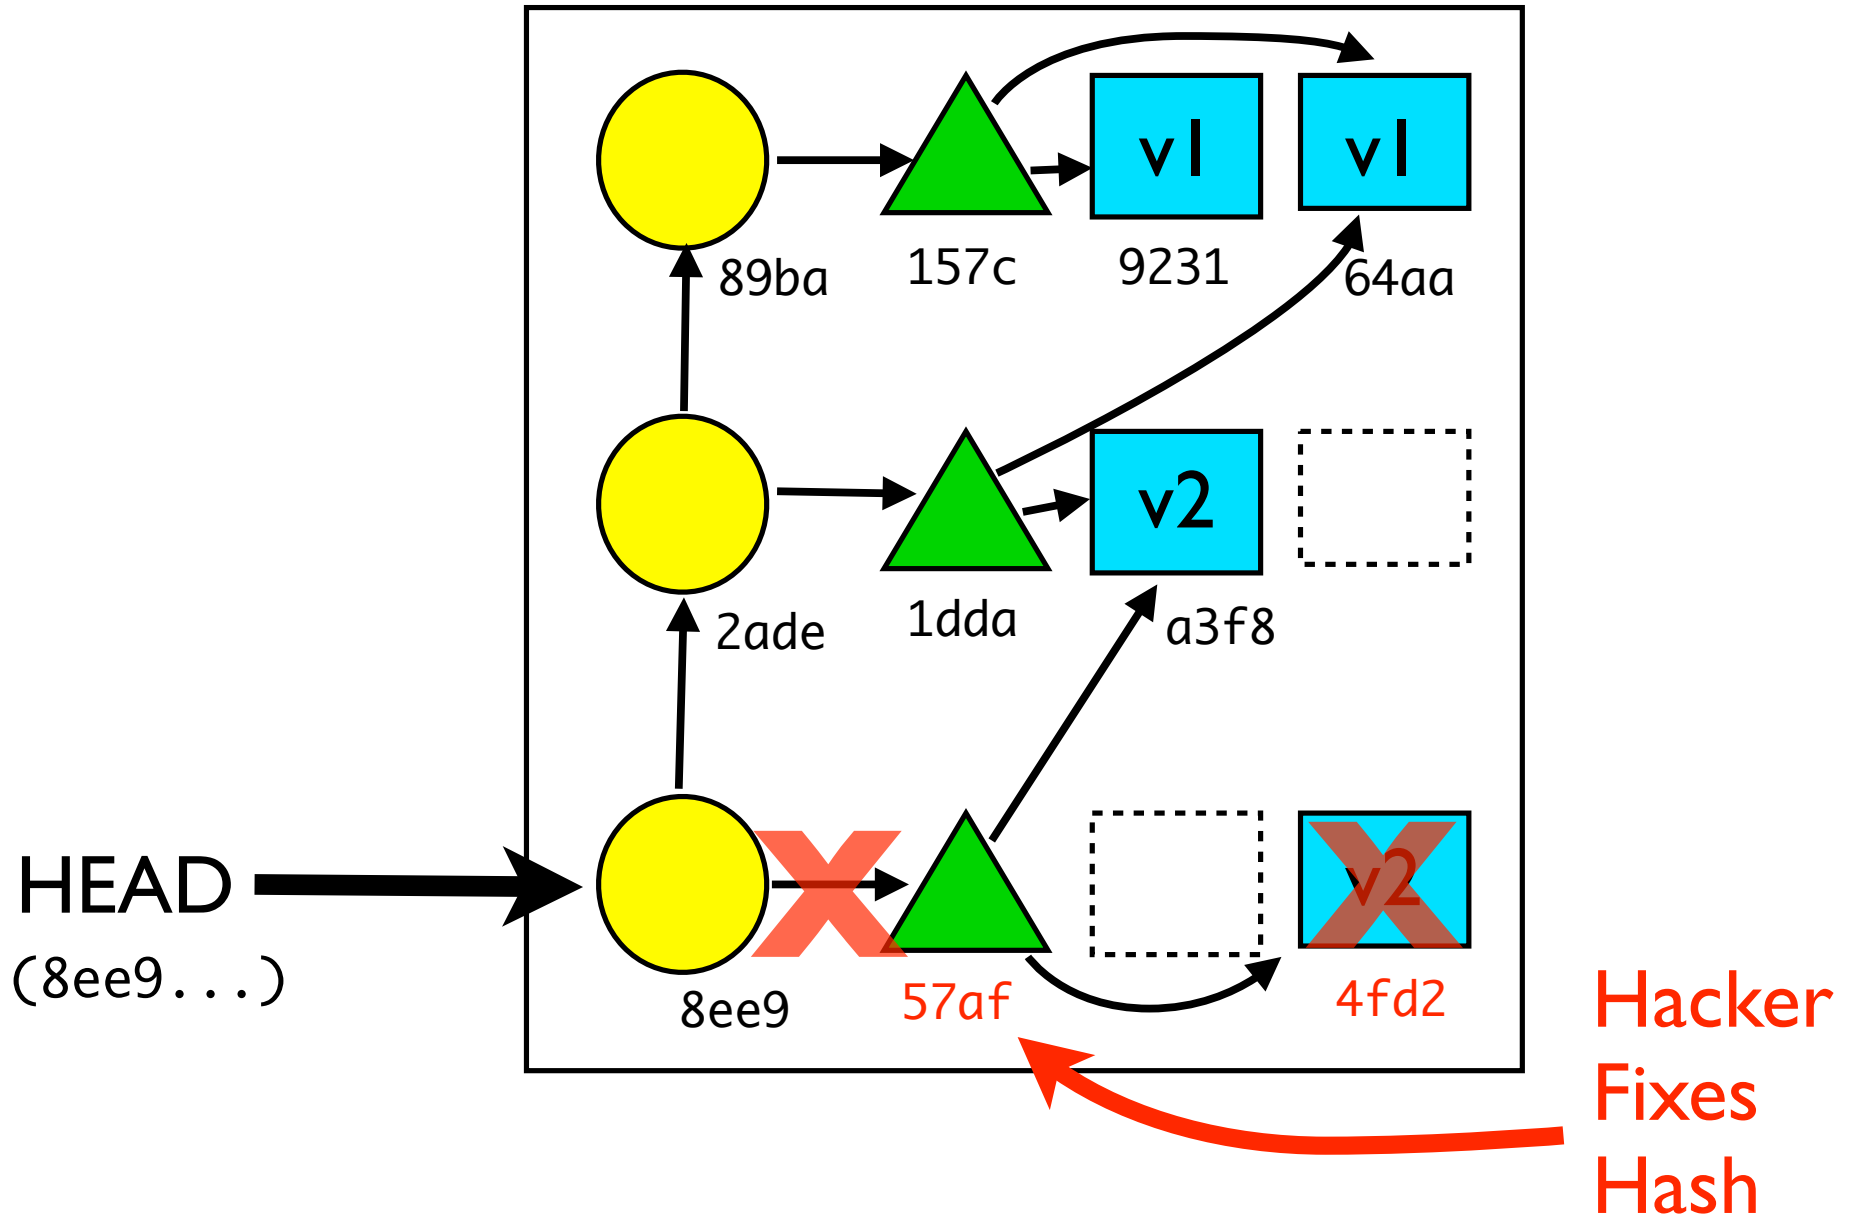 v1
v1
89ba
157c
9231
64aa
v2
2ade
1dda
a3f8
HEAD
(8ee9...)
v2
8ee9
57af
4fd2
Hacker
Fixes
Hash